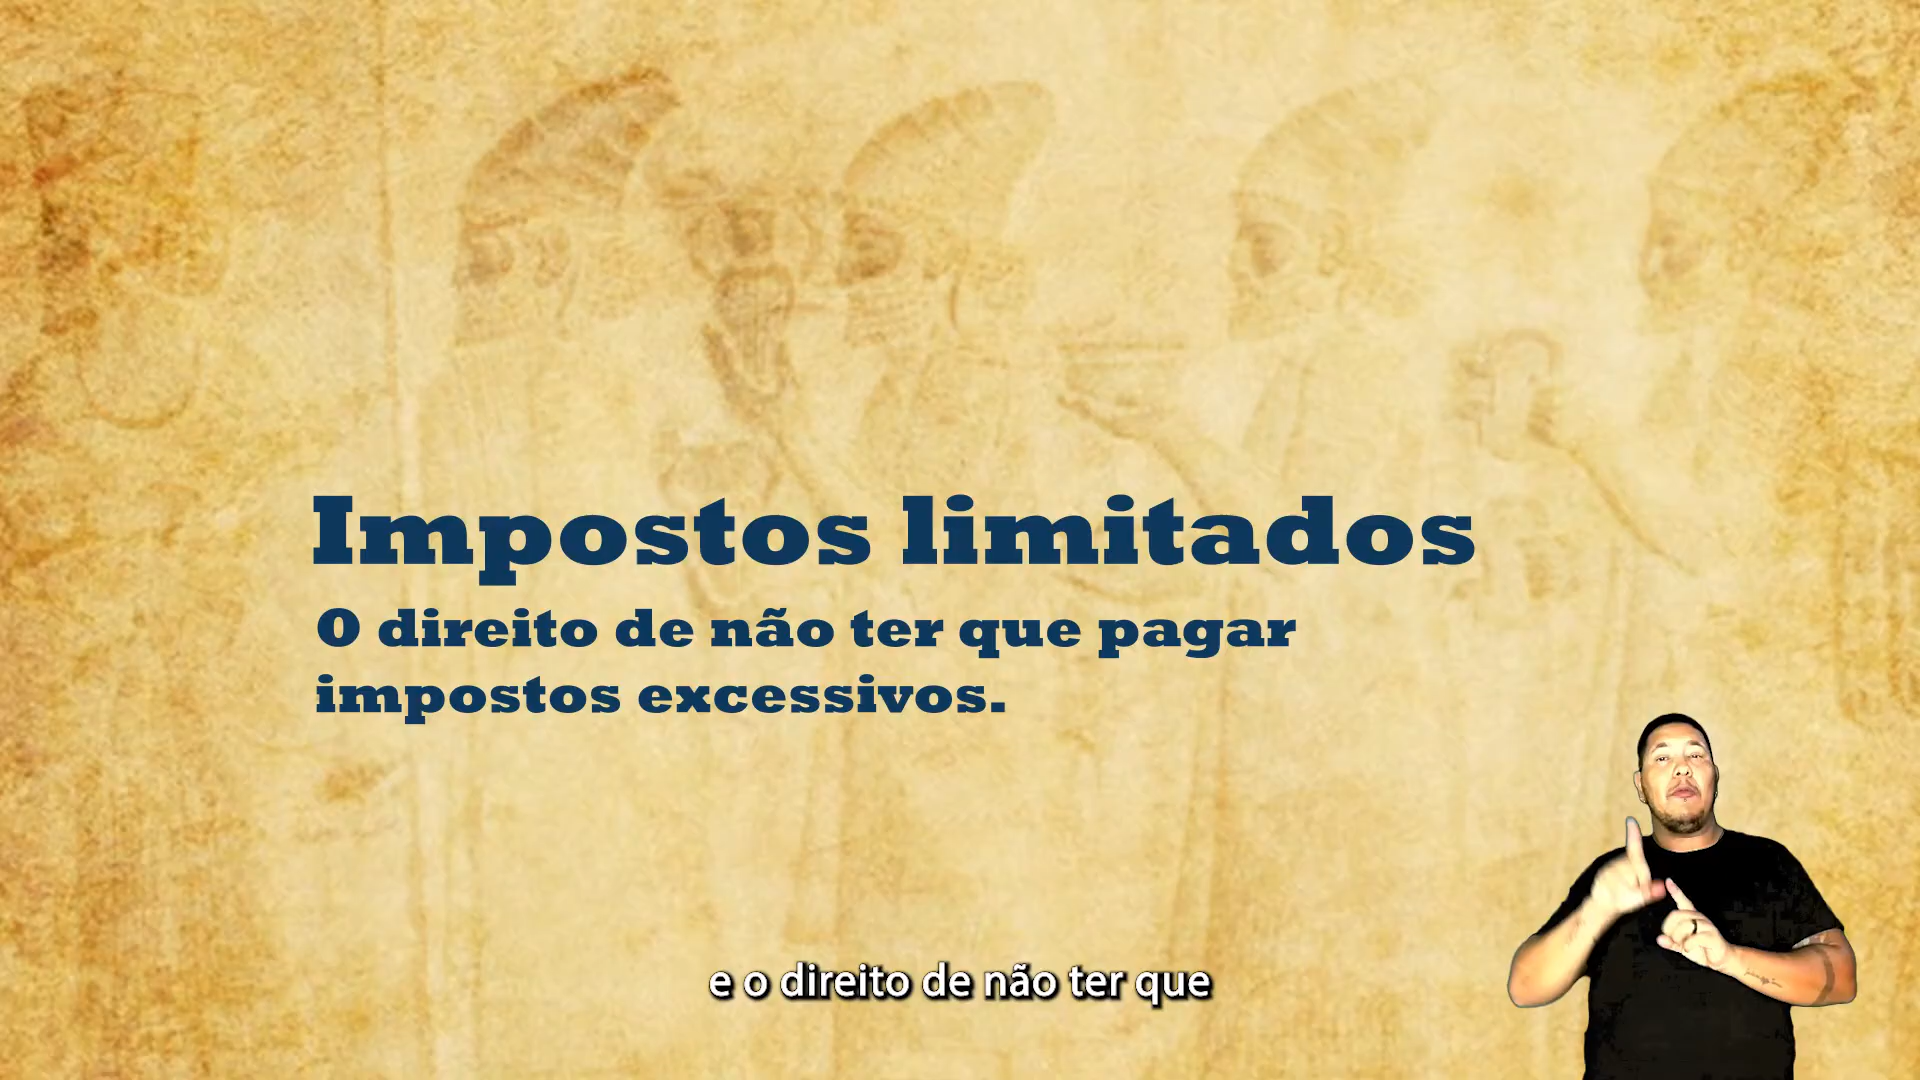 Impostos limitados
O direito de não ter que pagar
impostos excessivos.
e o direito de não ter que